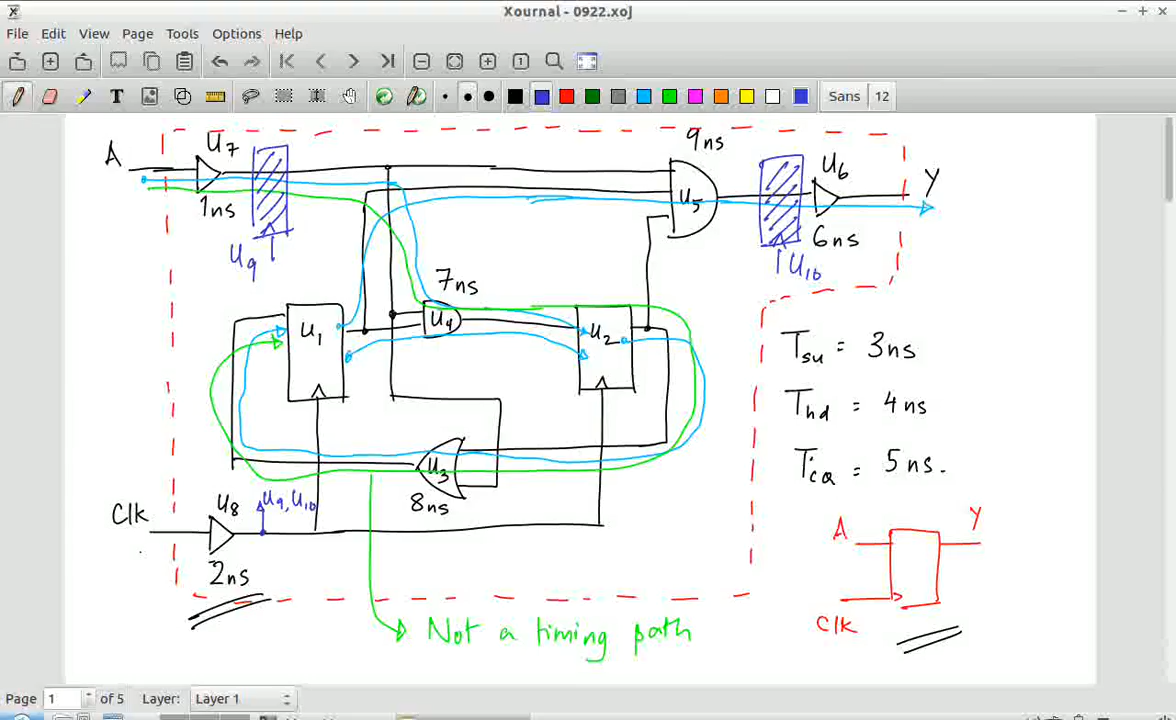 Xournal - 0922.xoj
File Edit View Page Tools Options Help
Sans 12
A
U7
1ns
U9
9ns
U5
U6
6ns
U10
Y
U1
7ns
U4
U2
U3
8ns
Clk
U8
2ns
U9, U10
Tsu = 3ns
Thd = 4ns
TcQ = 5ns.
A
Y
Clk
Not a timing path
Page 1 of 5 Layer: Layer 1